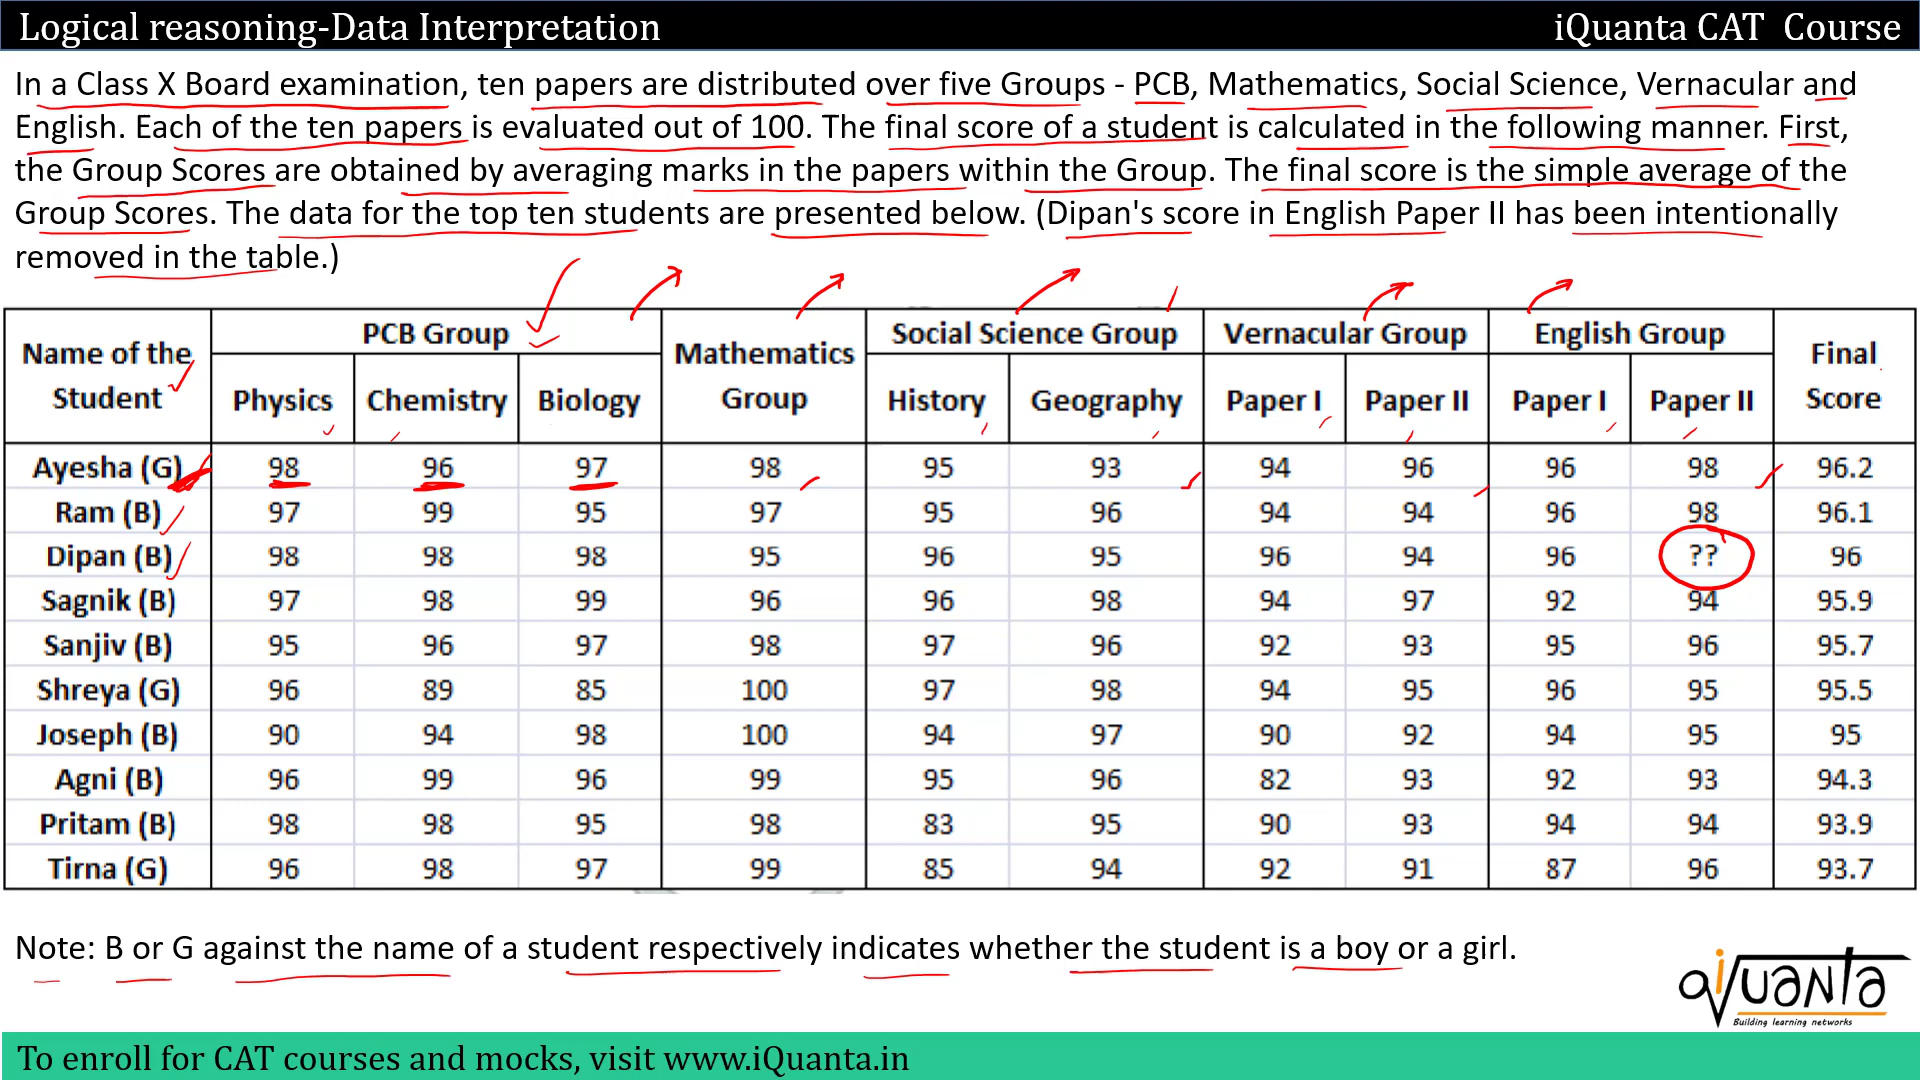 Logical reasoning-Data Interpretation iQuanta CAT Course
In a Class X Board examination, ten papers are distributed over five Groups - PCB, Mathematics, Social Science, Vernacular and
English. Each of the ten papers is evaluated out of 100. The final score of a student is calculated in the following manner. First,
the Group Scores are obtained by averaging marks in the papers within the Group. The final score is the simple average of the
Group Scores. The data for the top ten students are presented below. (Dipan's score in English Paper II has been intentionally
removed in the table.)
Name of the Student PCB Group Mathematics Group Social Science Group Vernacular Group English Group Final Score
Physics Chemistry Biology History Geography Paper I Paper II Paper I Paper II
Ayesha (G) 98 96 97 98 95 93 94 96 96 98 96.2
Ram (B) 97 99 95 97 95 96 94 94 96 98 96.1
Dipan (B) 98 98 98 95 96 95 96 94 96 ?? 96
Sagnik (B) 97 98 99 96 96 98 94 97 92 94 95.9
Sanjiv (B) 95 96 97 98 97 96 92 93 95 96 95.7
Shreya (G) 96 89 85 100 97 98 94 95 96 95 95.5
Joseph (B) 90 94 98 100 94 97 90 92 94 95 95
Agni (B) 96 99 96 99 95 96 82 93 92 93 94.3
Pritam (B) 98 98 95 98 83 95 90 93 94 94 93.9
Tirna (G) 96 98 97 99 85 94 92 91 87 96 93.7
Note: B or G against the name of a student respectively indicates whether the student is a boy or a girl.
iQuanta
Building learning networks
To enroll for CAT courses and mocks, visit www.iQuanta.in